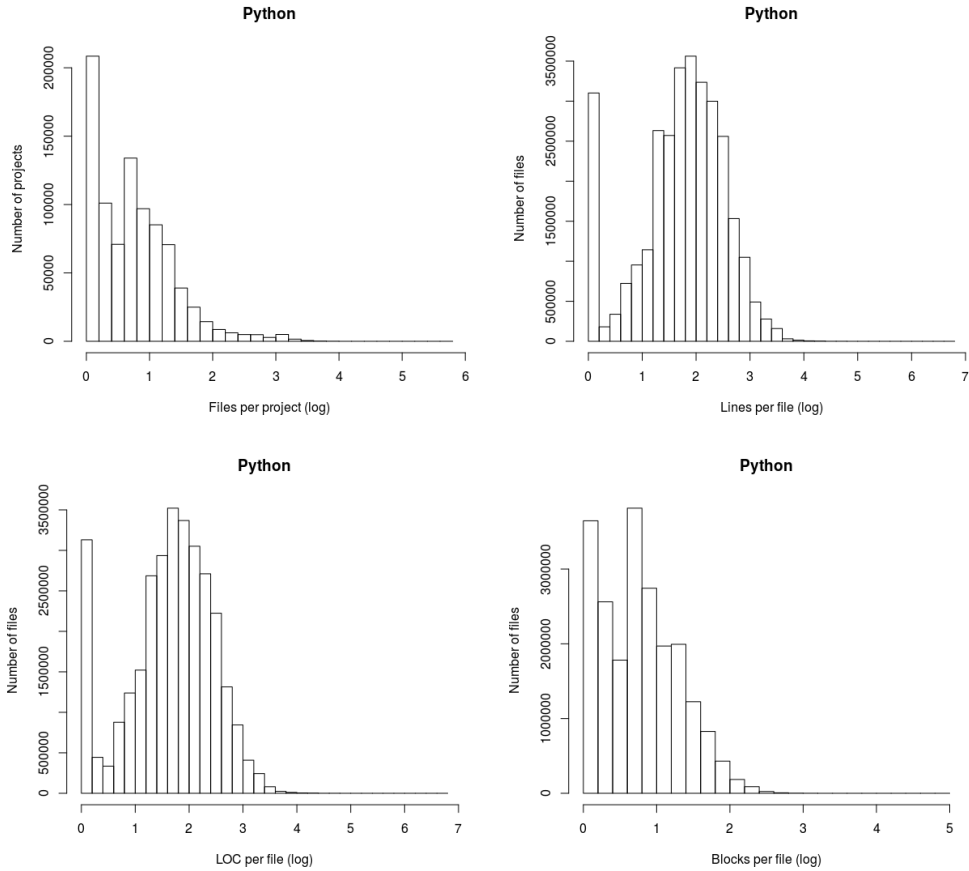 Python
Number of projects
200000
150000
100000
50000
0
0 1 2 3 4 5 6
Files per project (log)
Python
Number of files
3500000
2500000
1500000
500000
0
0 1 2 3 4 5 6 7
Lines per file (log)
Python
Number of files
3500000
2500000
1500000
500000
0
0 1 2 3 4 5 6 7
LOC per file (log)
Python
Number of files
3000000
2000000
1000000
0
0 1 2 3 4 5
Blocks per file (log)